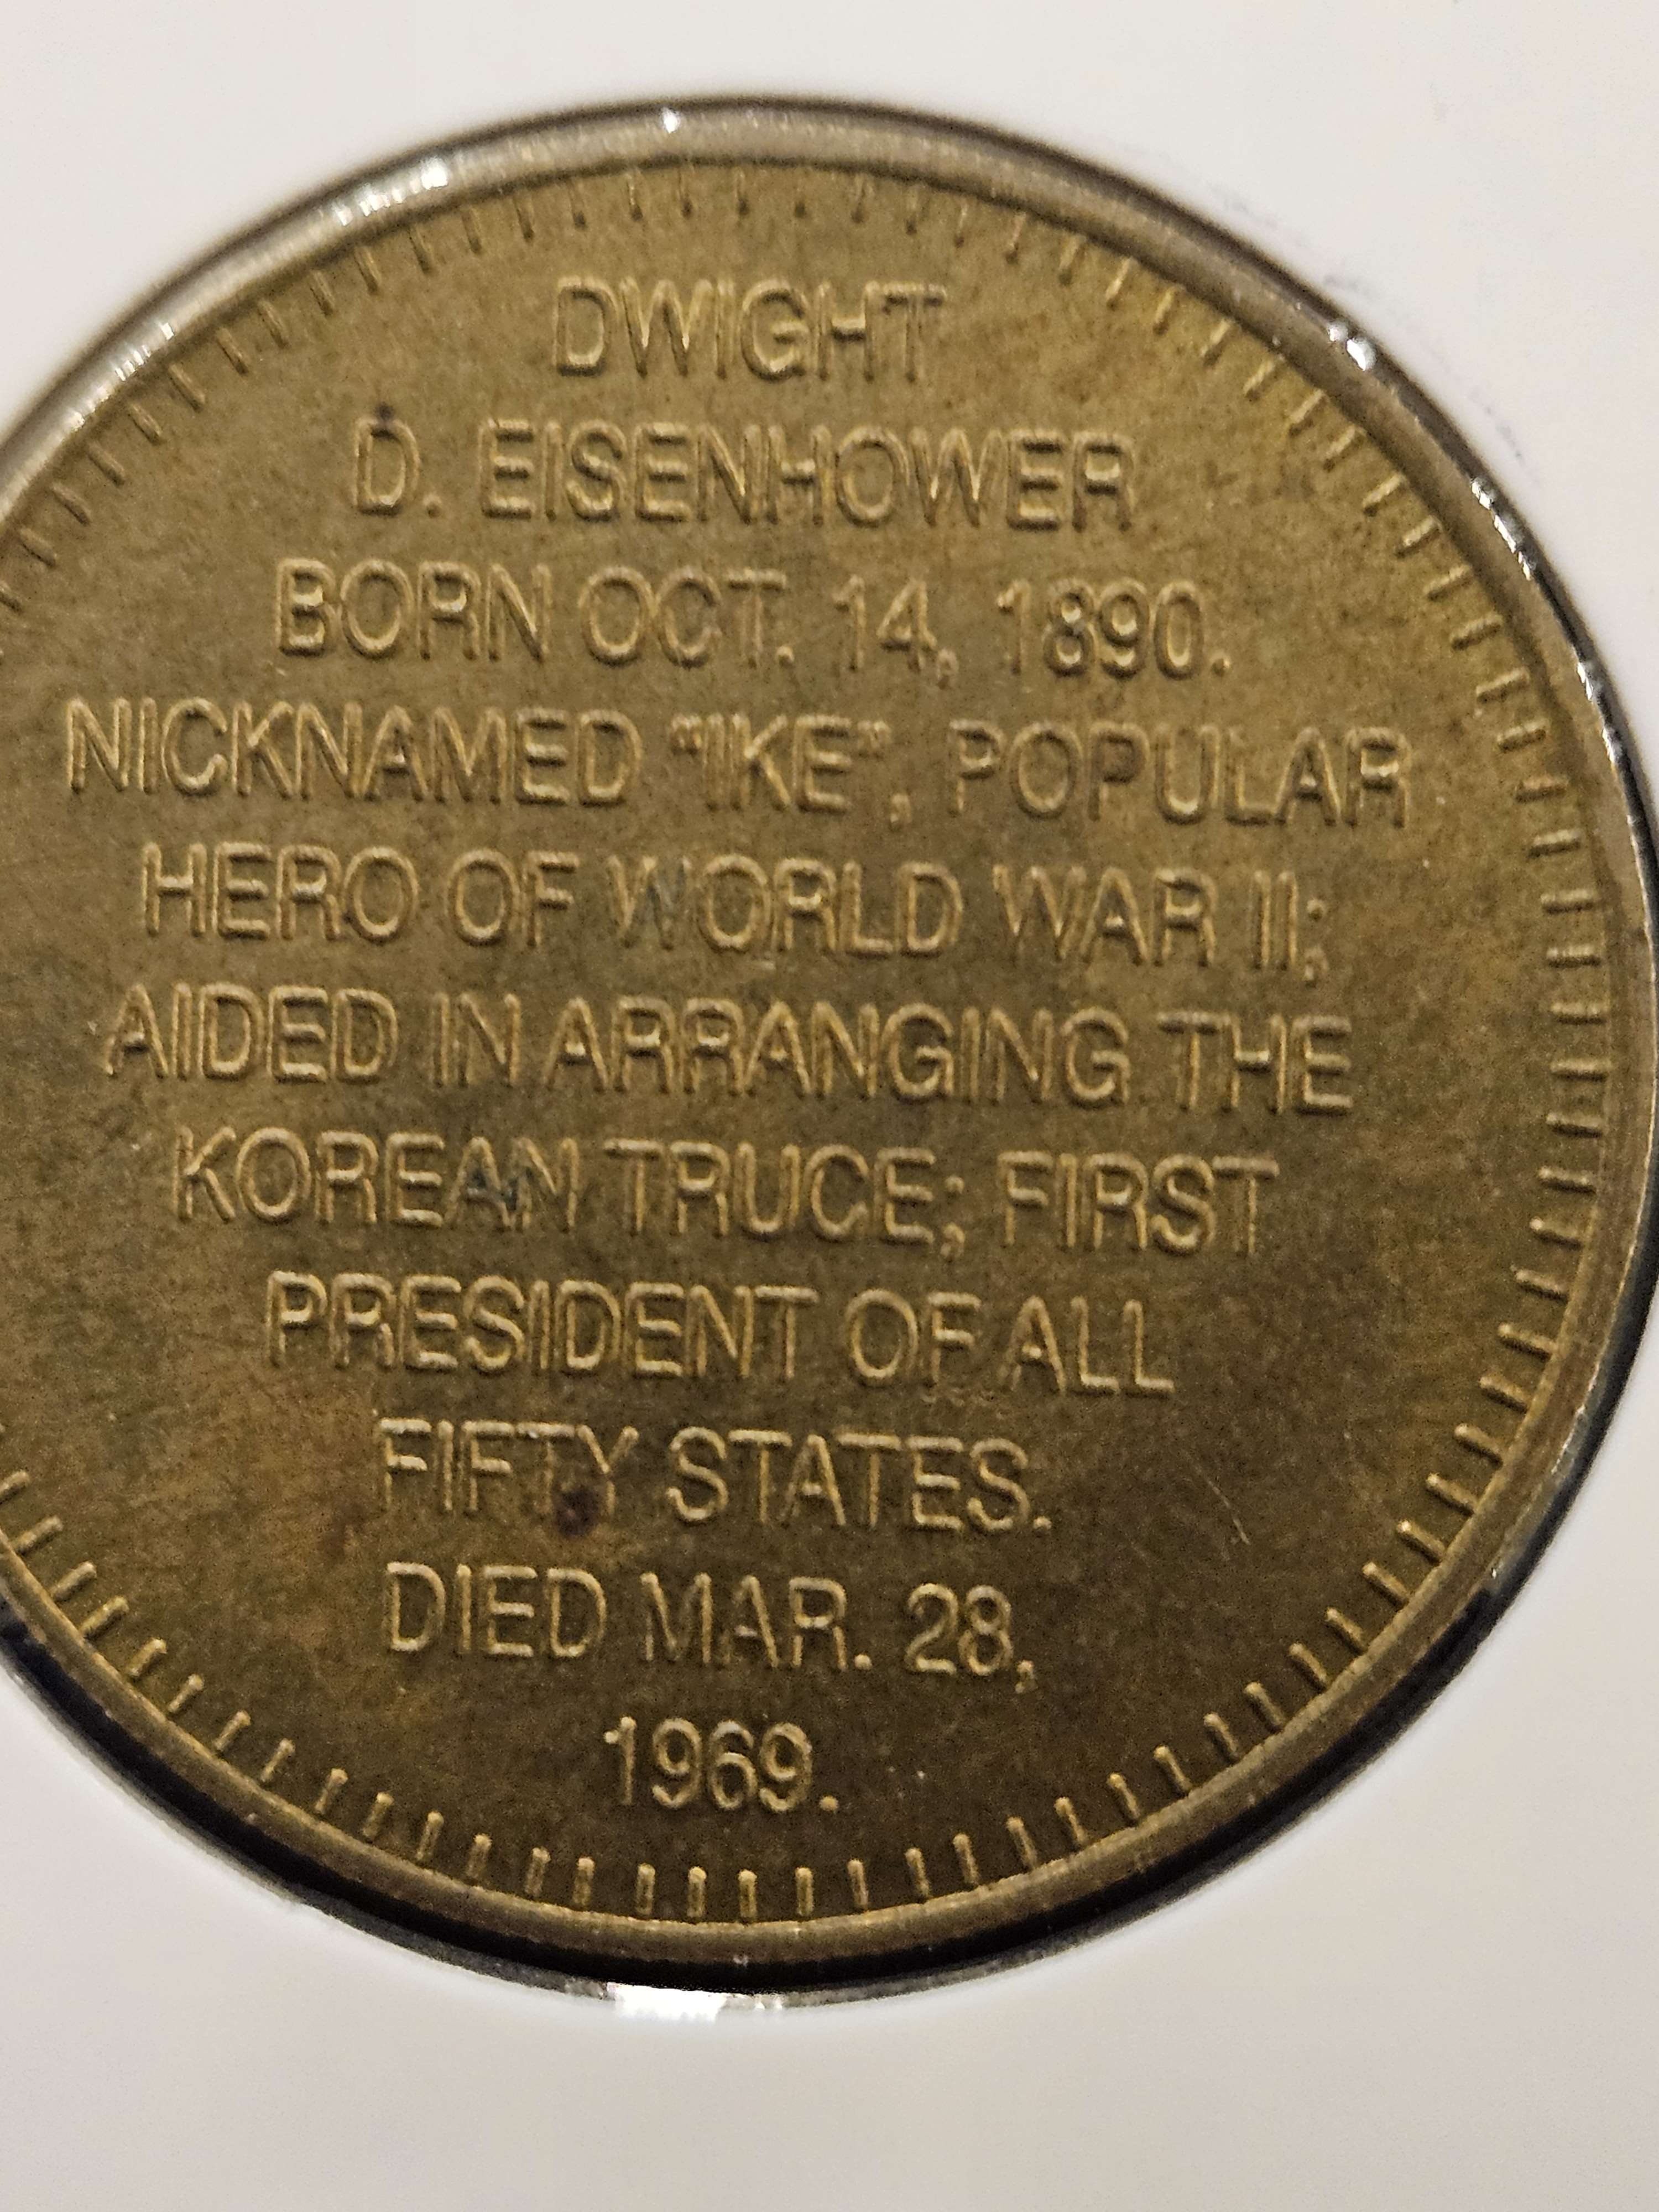 DWIGHT
D. EISENHOWER
BORN OCT. 14, 1890.
NICKNAMED "IKE", POPULAR
HERO OF WORLD WAR II;
AIDED IN ARRANGING THE
KOREAN TRUCE; FIRST
PRESIDENT OF ALL
FIFTY STATES.
DIED MAR. 28,
1969.